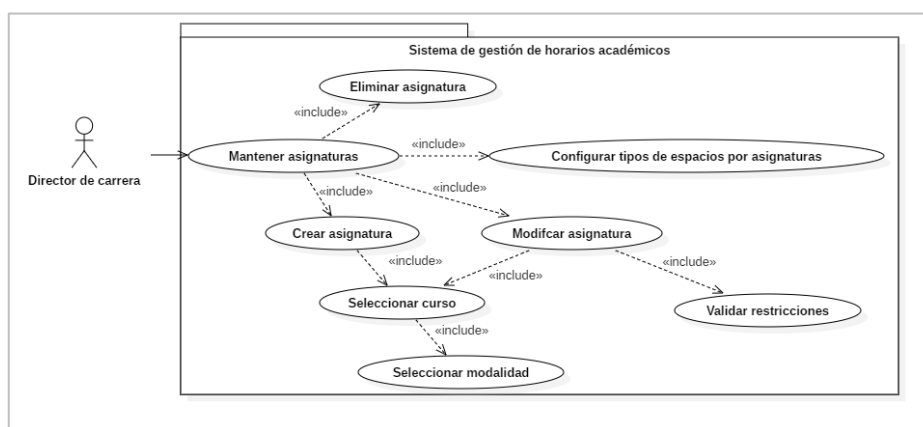 Sistema de gestión de horarios académicos
Eliminar asignatura
«include»
«include»
Mantener asignaturas
Configurar tipos de espacios por asignaturas
Director de carrera
«include»
«include»
Crear asignatura
Modifcar asignatura
«include»
«include»
«include»
Seleccionar curso
Validar restricciones
«include»
Seleccionar modalidad